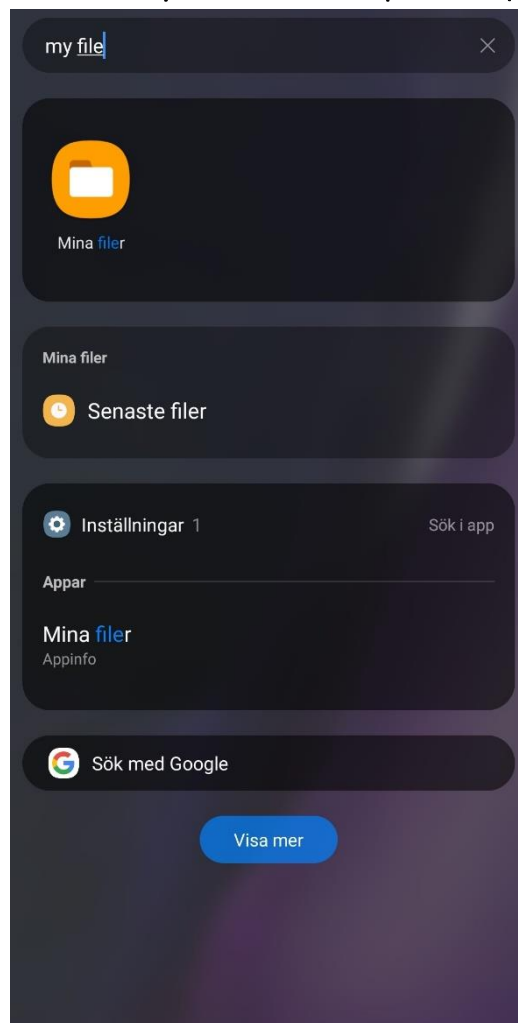 my file
Mina filer
Mina filer
Senaste filer
Inställningar 1
Sök i app
Appar
Mina filer
Appinfo
Sök med Google
Visa mer